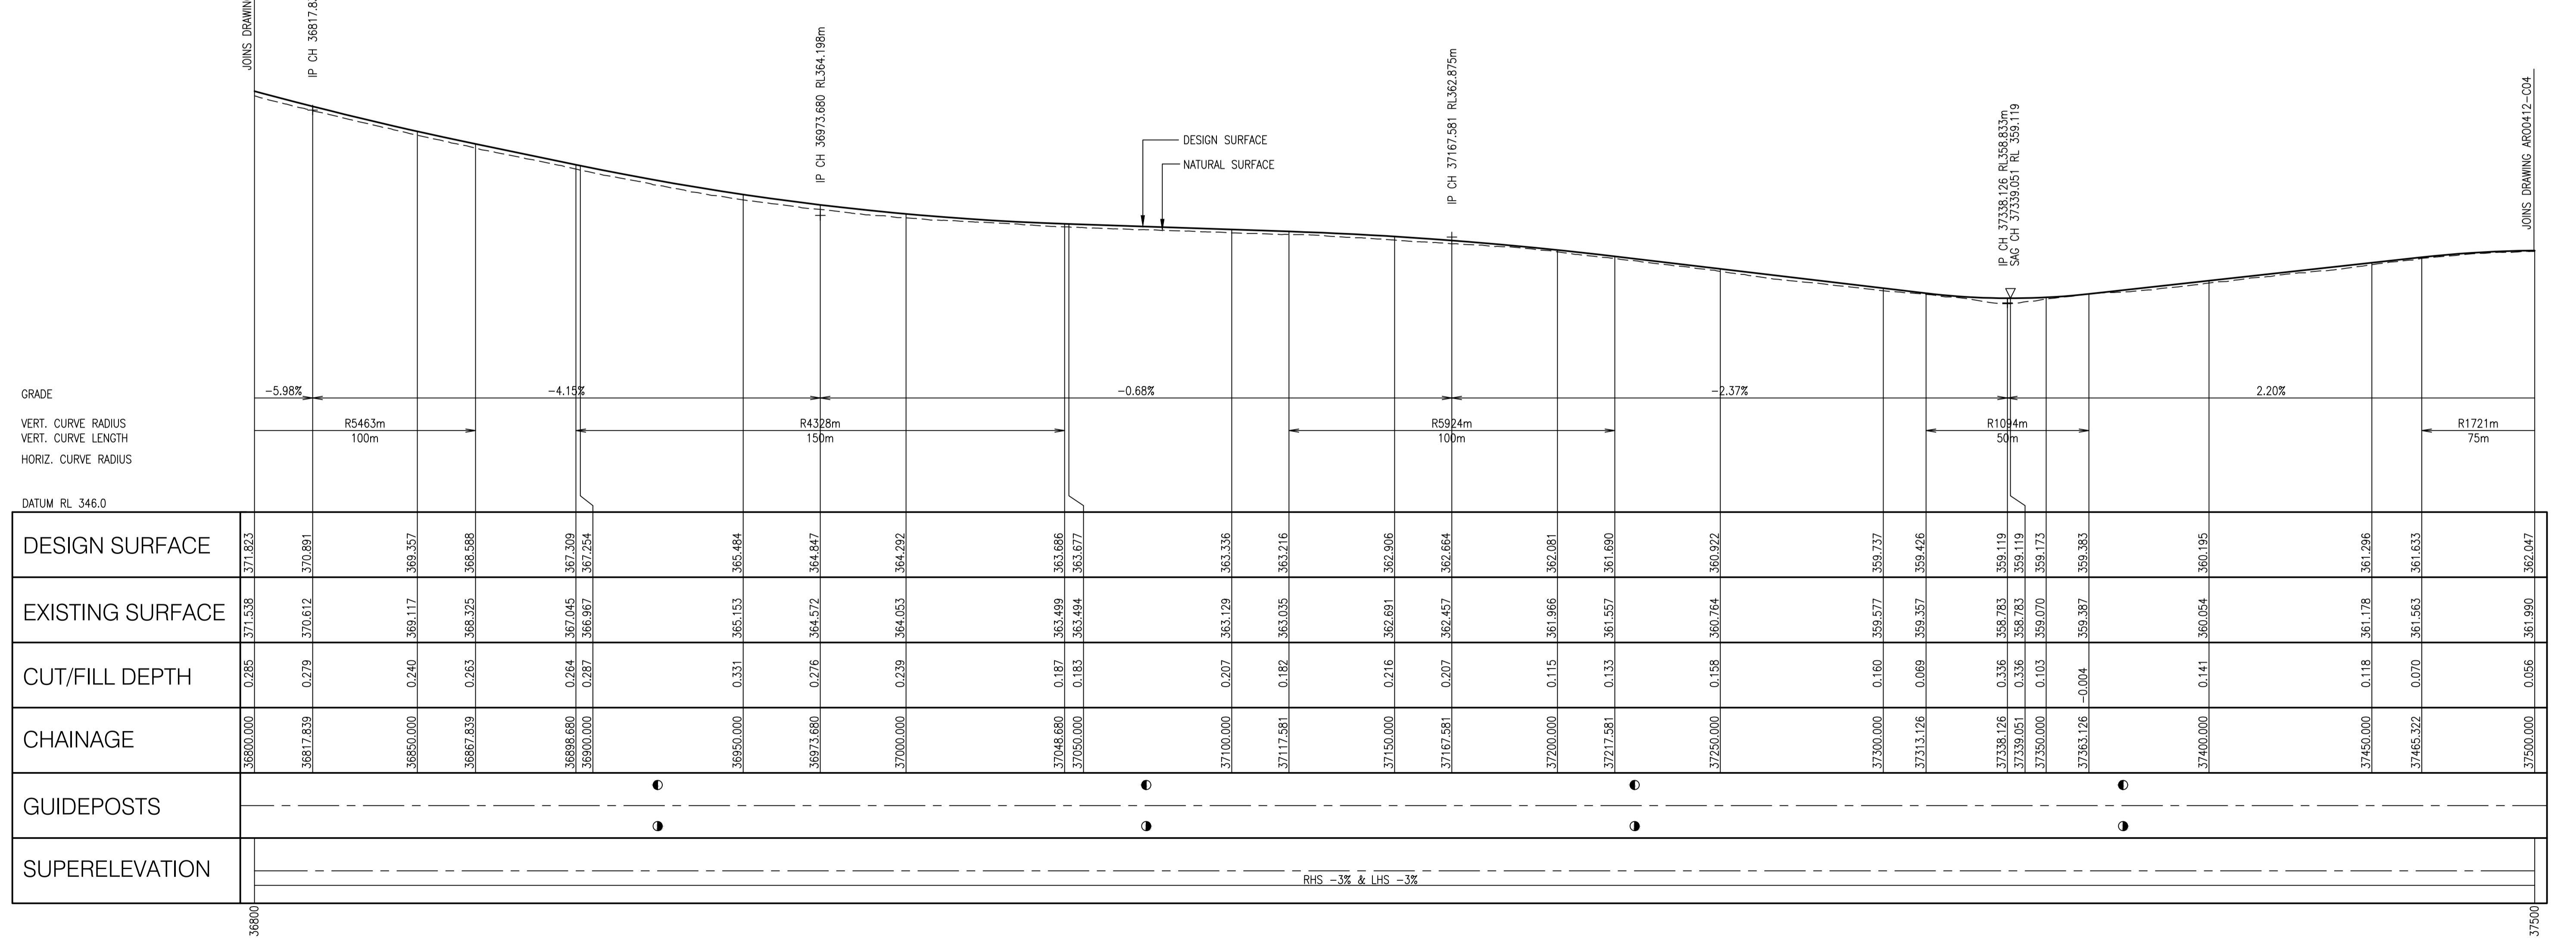 JOINS DRAWING
IP CH 36817.8
IP CH 36973.680 RL364.198m
IP CH 37167.581 RL362.875m
IP CH 37338.126 RL358.833m
SAG CH 37339.051 RL 359.119
JOINS DRAWING ARO0412-C04
DESIGN SURFACE
NATURAL SURFACE
GRADE -5.98% -4.15% -0.68% -2.37% 2.20%
VERT. CURVE RADIUS R5463m R4328m R5924m R1094m R1721m
VERT. CURVE LENGTH 100m 150m 100m 50m 75m
HORIZ. CURVE RADIUS
DATUM RL 346.0
DESIGN SURFACE 371.823 370.891 369.357 368.588 367.309 367.254 365.484 364.847 364.292 363.686 363.677 363.336 363.216 362.906 362.664 362.081 361.690 360.922 359.737 359.426 359.119 359.119 359.173 359.383 360.195 361.296 361.633 362.047
EXISTING SURFACE 371.538 370.612 369.117 368.325 367.045 366.967 365.153 364.572 364.053 363.499 363.494 363.129 363.035 362.691 362.457 361.966 361.557 360.764 359.577 359.357 358.783 358.783 359.070 359.387 360.054 361.178 361.563 361.990
CUT/FILL DEPTH 0.285 0.279 0.240 0.263 0.264 0.287 0.331 0.276 0.239 0.187 0.183 0.207 0.182 0.216 0.207 0.115 0.133 0.158 0.160 0.069 0.336 0.336 0.103 -0.004 0.141 0.118 0.070 0.056
CHAINAGE 36800.000 36817.839 36850.000 36867.839 36898.680 36900.000 36950.000 36973.680 37000.000 37048.680 37050.000 37100.000 37117.581 37150.000 37167.581 37200.000 37217.581 37250.000 37300.000 37313.126 37338.126 37339.051 37350.000 37363.126 37400.000 37450.000 37465.322 37500.000
GUIDEPOSTS
SUPERELEVATION
RHS -3% & LHS -3%
36800 37500